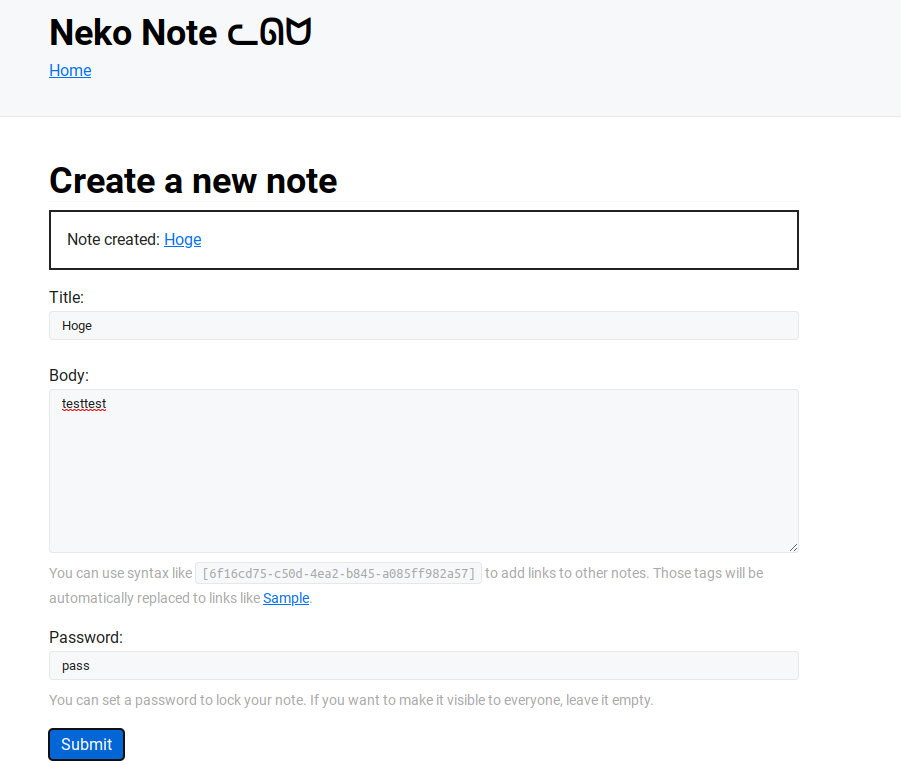 Neko Note ᓚᘏᗢ
Home
Create a new note
Note created: Hoge
Title:
Hoge
Body:
testtest
You can use syntax like [6f16cd75-c50d-4ea2-b845-a085ff982a57] to add links to other notes. Those tags will be
automatically replaced to links like Sample.
Password:
pass
You can set a password to lock your note. If you want to make it visible to everyone, leave it empty.
Submit